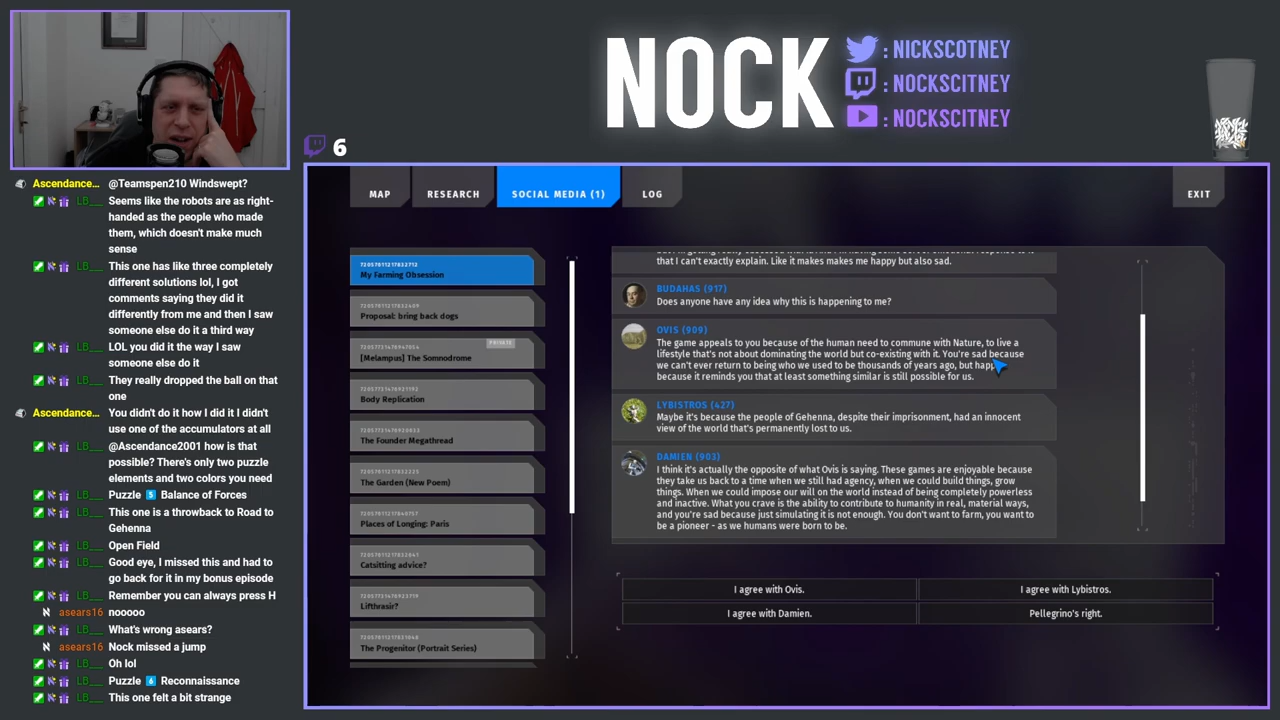 NOCK
: NICKSCOTNEY
: NOCKSCITNEY
: NOCKSCITNEY
6
Ascendance... @Teamspen210 Windswept?
LB__ Seems like the robots are as right-
handed as the people who made
them, which doesn't make much
sense
LB__ This one has like three completely
different solutions lol, I got
comments saying they did it
differently from me and then I saw
someone else do it a third way
LB__ LOL you did it the way I saw
someone else do it
LB__ They really dropped the ball on that
one
Ascendance... You didn't do it how I did it I didn't
use one of the accumulators at all
LB__ @Ascendance2001 how is that
possible? There's only two puzzle
elements and two colors you need
LB__ Puzzle 5 Balance of Forces
LB__ This one is a throwback to Road to
Gehenna
LB__ Open Field
LB__ Good eye, I missed this and had to
go back for it in my bonus episode
LB__ Remember you can always press H
asears16 nooooo
LB__ What's wrong asears?
asears16 Nock missed a jump
LB__ Oh lol
LB__ Puzzle 6 Reconnaissance
LB__ This one felt a bit strange
MAP
RESEARCH
SOCIAL MEDIA (1)
LOG
EXIT
My Farming Obsession
Proposal: bring back dogs
PRIVATE
[Melampus] The Somnodrome
Body Replication
The Founder Megathread
The Garden (New Poem)
Places of Longing: Paris
Catsitting advice?
Lifthrasir?
The Progenitor (Portrait Series)
that I can't exactly explain. Like it makes makes me happy but also sad.
BUDAHAS (917)
Does anyone have any idea why this is happening to me?
OVIS (909)
The game appeals to you because of the human need to commune with Nature, to live a
lifestyle that's not about dominating the world but co-existing with it. You're sad because
we can't ever return to being who we used to be thousands of years ago, but happ
because it reminds you that at least something similar is still possible for us.
LYBISTROS (427)
Maybe it's because the people of Gehenna, despite their imprisonment, had an innocent
view of the world that's permanently lost to us.
DAMIEN (903)
I think it's actually the opposite of what Ovis is saying. These games are enjoyable because
they take us back to a time when we still had agency, when we could build things, grow
things. When we could impose our will on the world instead of being completely powerless
and inactive. What you crave is the ability to contribute to humanity in real, material ways,
and you're sad because just simulating it is not enough. You don't want to farm, you want to
be a pioneer - as we humans were born to be.
I agree with Ovis.
I agree with Lybistros.
I agree with Damien.
Pellegrino's right.